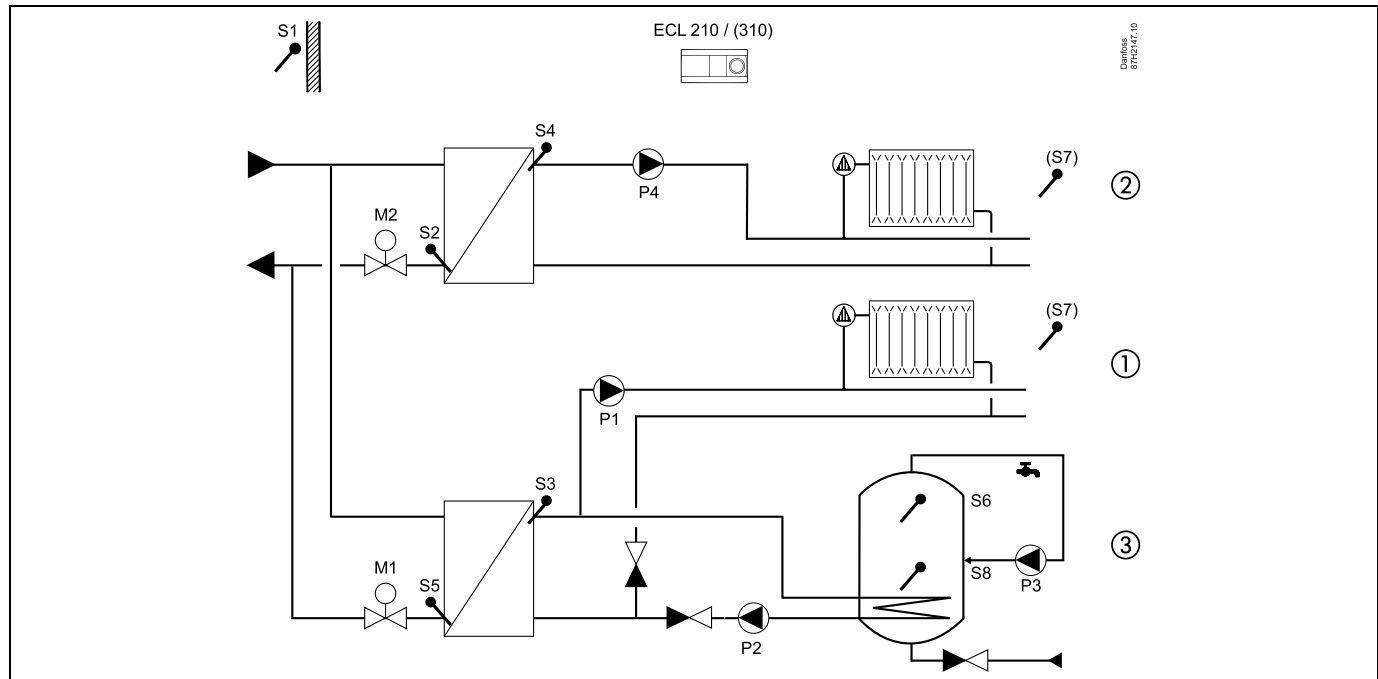 S1
ECL 210 / (310)
Danfoss
87H2147.10
S4
P4
(S7)
②
M2
S2
(S7)
①
P1
S3
S6
③
M1
S5
S8
P3
P2